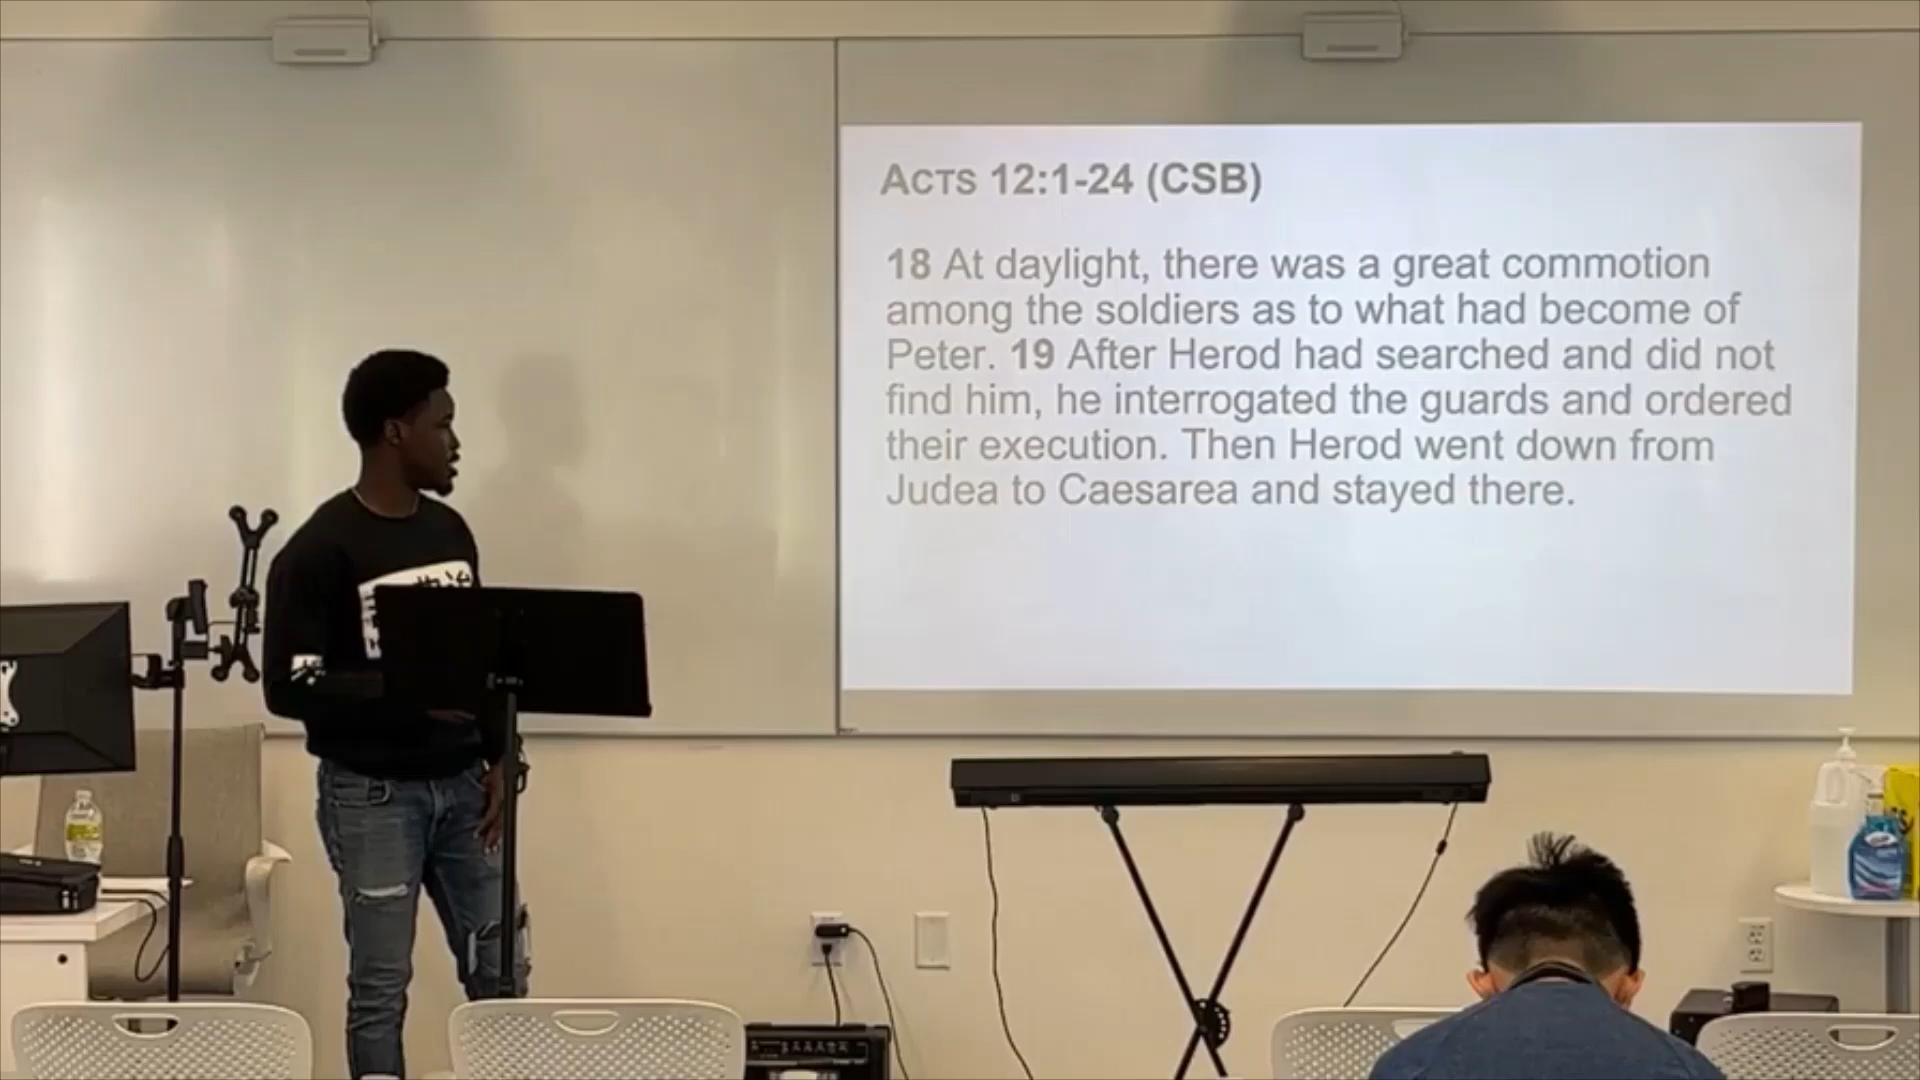 ACTS 12:1-24 (CSB)
18 At daylight, there was a great commotion
among the soldiers as to what had become of
Peter. 19 After Herod had searched and did not
find him, he interrogated the guards and ordered
their execution. Then Herod went down from
Judea to Caesarea and stayed there.